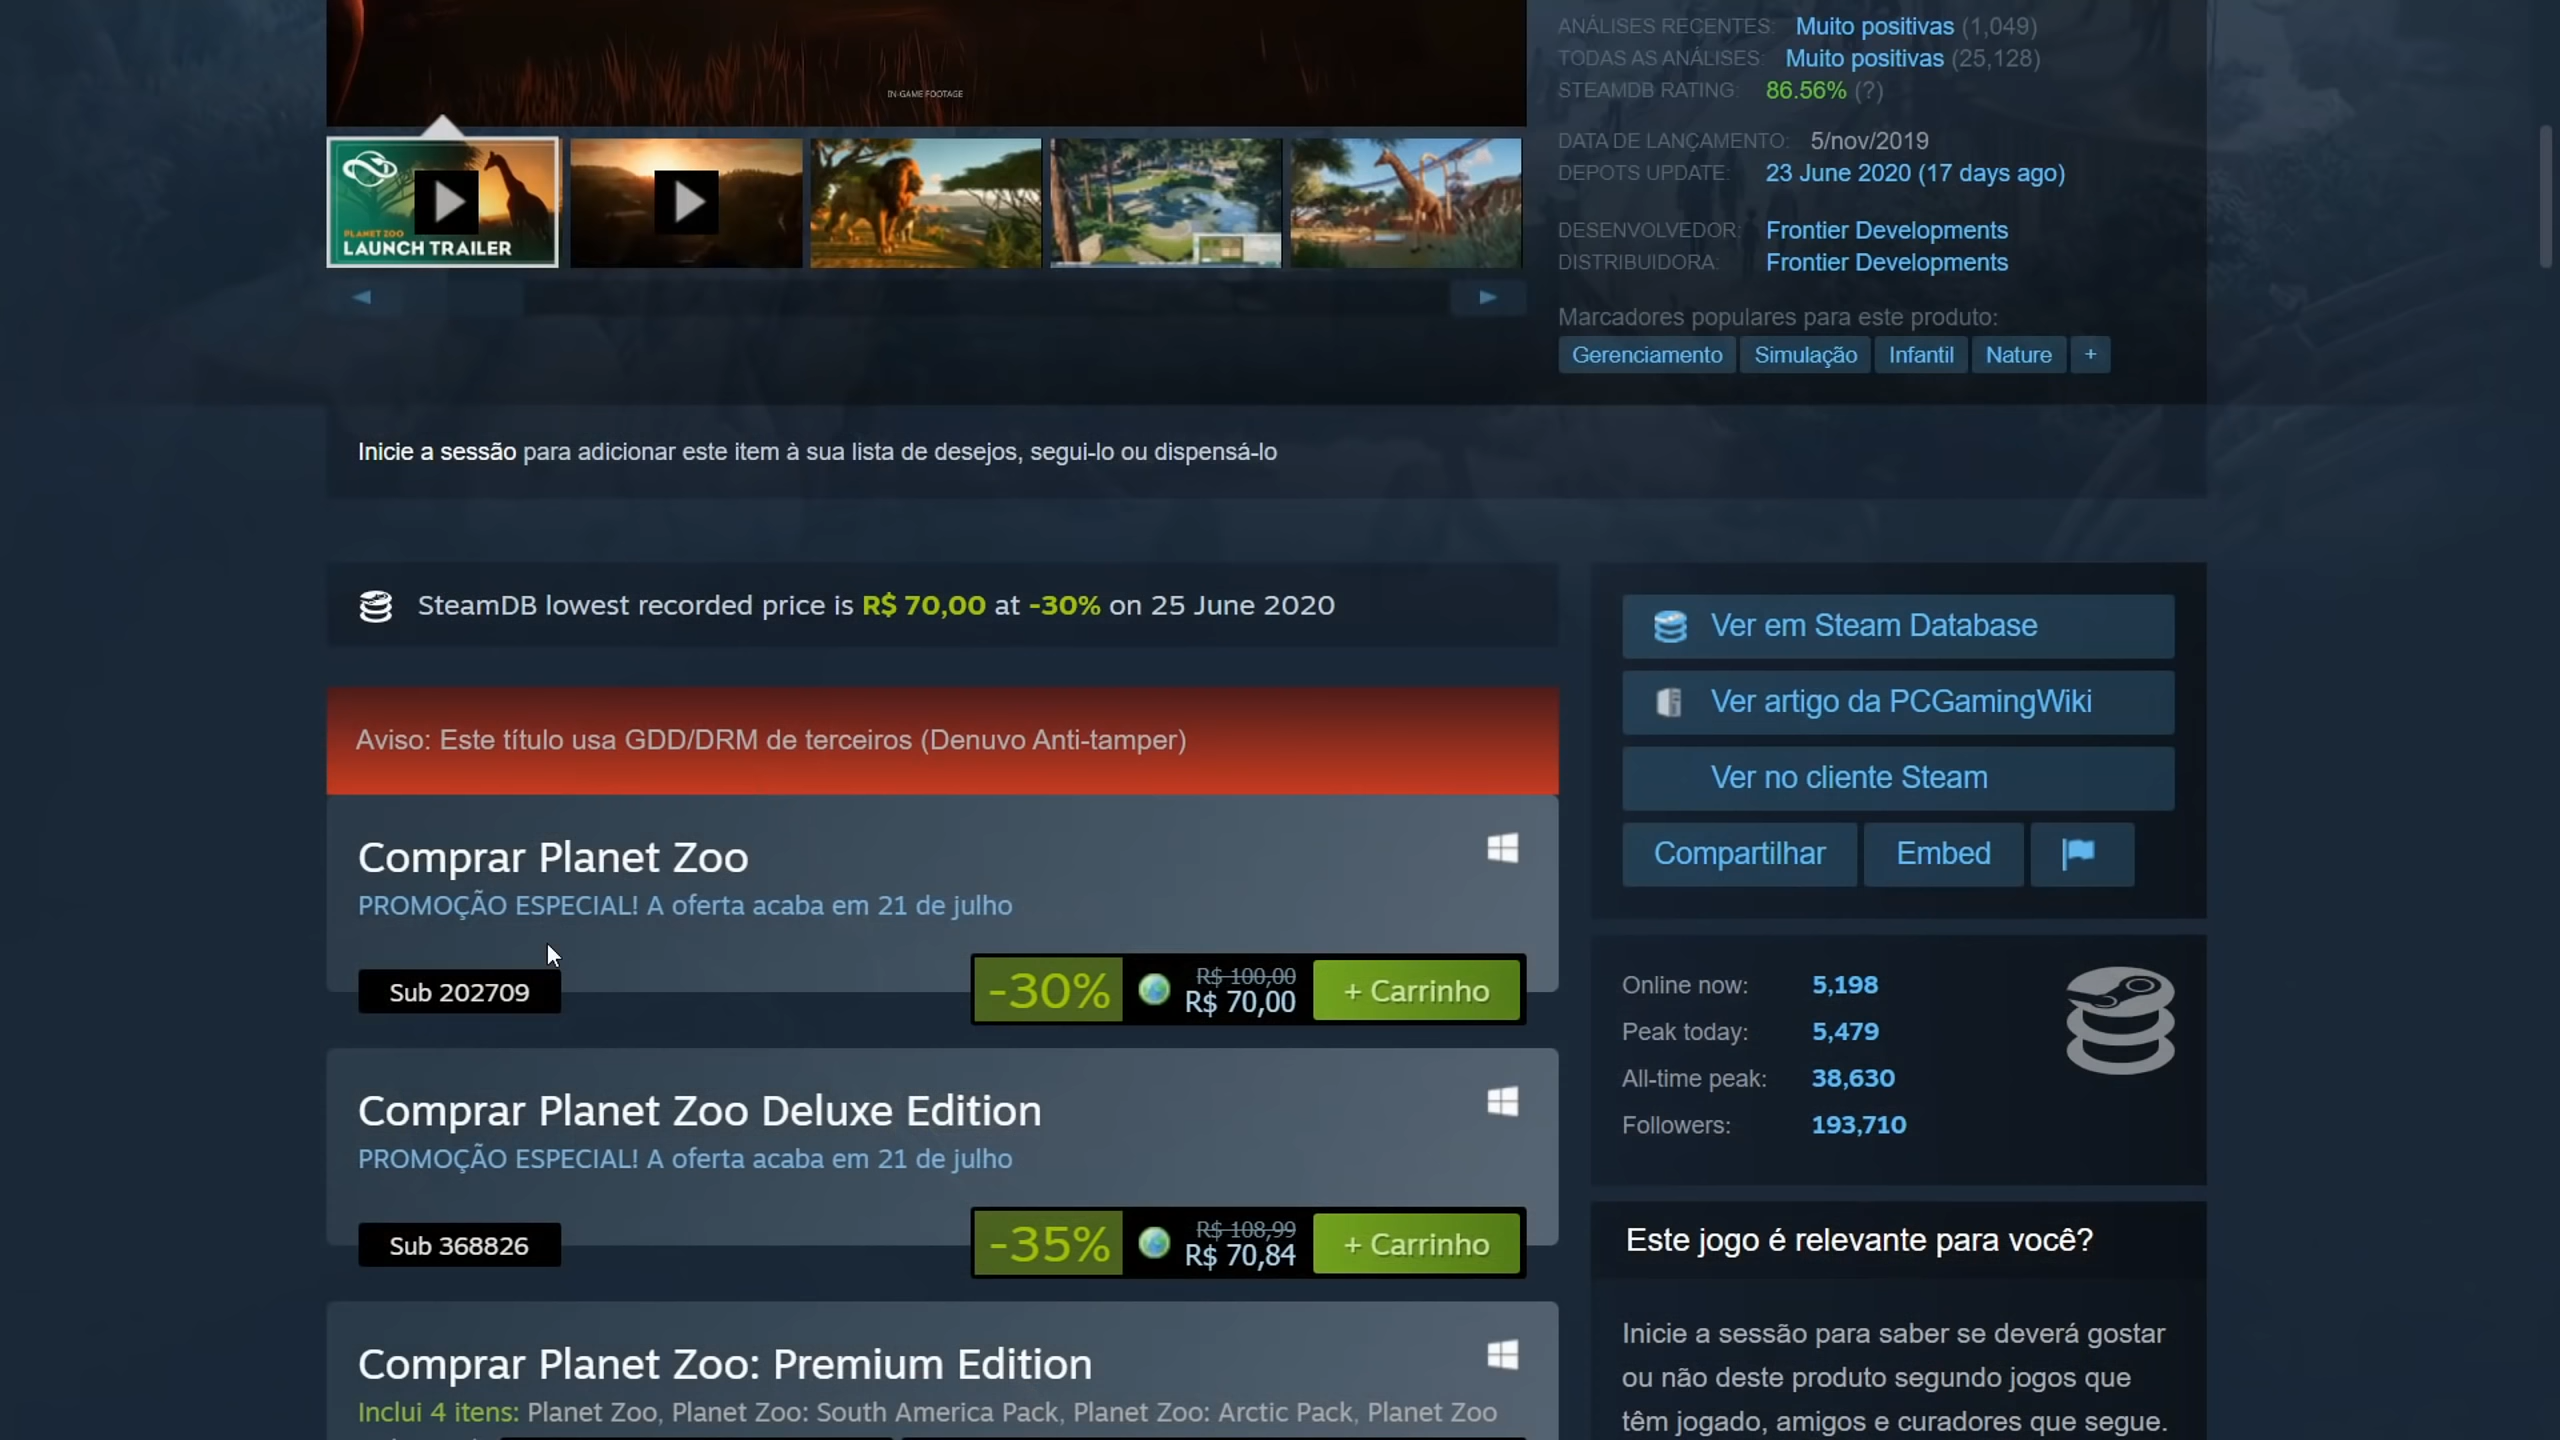 IN-GAME FOOTAGE
PLANET ZOO
LAUNCH TRAILER
ANÁLISES RECENTES: Muito positivas (1,049)
TODAS AS ANÁLISES: Muito positivas (25,128)
STEAMDB RATING: 86.56% (?)
DATA DE LANÇAMENTO: 5/nov/2019
DEPOTS UPDATE: 23 June 2020 (17 days ago)
DESENVOLVEDOR: Frontier Developments
DISTRIBUIDORA: Frontier Developments
Marcadores populares para este produto:
Gerenciamento Simulação Infantil Nature +
Inicie a sessão para adicionar este item à sua lista de desejos, segui-lo ou dispensá-lo
SteamDB lowest recorded price is R$ 70,00 at -30% on 25 June 2020
Aviso: Este título usa GDD/DRM de terceiros (Denuvo Anti-tamper)
Comprar Planet Zoo
PROMOÇÃO ESPECIAL! A oferta acaba em 21 de julho
Sub 202709
-30% R$ 100,00 R$ 70,00 + Carrinho
Comprar Planet Zoo Deluxe Edition
PROMOÇÃO ESPECIAL! A oferta acaba em 21 de julho
Sub 368826
-35% R$ 108,99 R$ 70,84 + Carrinho
Comprar Planet Zoo: Premium Edition
Inclui 4 itens: Planet Zoo, Planet Zoo: South America Pack, Planet Zoo: Arctic Pack, Planet Zoo
Ver em Steam Database
Ver artigo da PCGamingWiki
Ver no cliente Steam
Compartilhar Embed
Online now: 5,198
Peak today: 5,479
All-time peak: 38,630
Followers: 193,710
Este jogo é relevante para você?
Inicie a sessão para saber se deverá gostar
ou não deste produto segundo jogos que
têm jogado, amigos e curadores que segue.